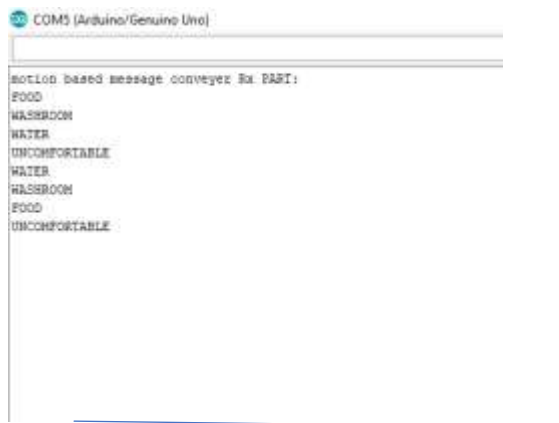 COM5 (Arduino/Genuino Uno)
motion based message conveyer Rx PART:
FOOD
WASHROOM
WATER
UNCOMFORTABLE
WATER
WASHROOM
FOOD
UNCOMFORTABLE